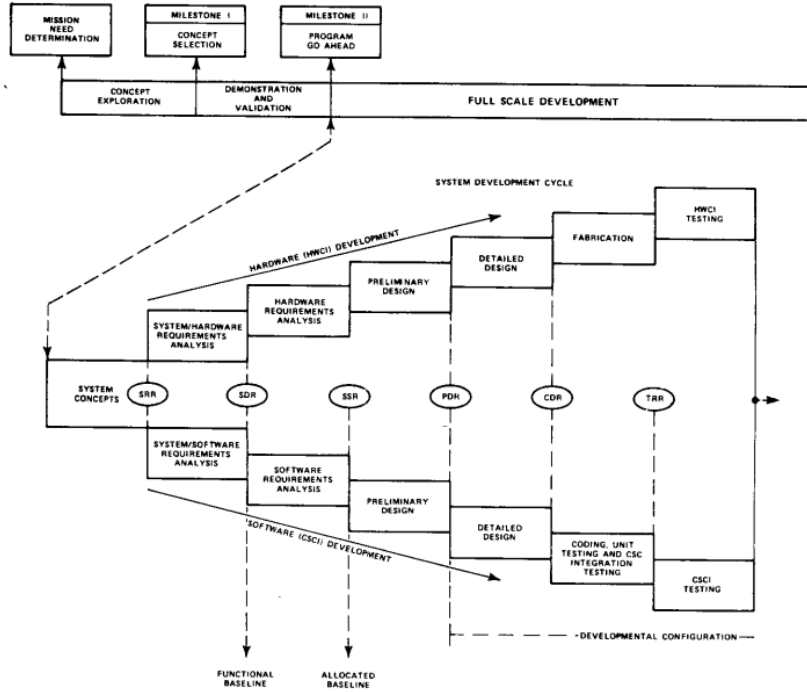 MISSION
NEED
DETERMINATION
MILESTONE I
CONCEPT
SELECTION
MILESTONE II
PROGRAM
GO AHEAD
CONCEPT
EXPLORATION
DEMONSTRATION
AND
VALIDATION
FULL SCALE DEVELOPMENT
SYSTEM DEVELOPMENT CYCLE
HARDWARE (HWCI) DEVELOPMENT
HWCI
TESTING
FABRICATION
DETAILED
DESIGN
PRELIMINARY
DESIGN
HARDWARE
REQUIREMENTS
ANALYSIS
SYSTEM/HARDWARE
REQUIREMENTS
ANALYSIS
SYSTEM
CONCEPTS
SRR
SDR
SSR
PDR
CDR
TRR
SYSTEM/SOFTWARE
REQUIREMENTS
ANALYSIS
SOFTWARE
REQUIREMENTS
ANALYSIS
PRELIMINARY
DESIGN
DETAILED
DESIGN
CODING, UNIT
TESTING AND CSC
INTEGRATION
TESTING
CSCI
TESTING
SOFTWARE (CSCI) DEVELOPMENT
DEVELOPMENTAL CONFIGURATION
FUNCTIONAL
BASELINE
ALLOCATED
BASELINE